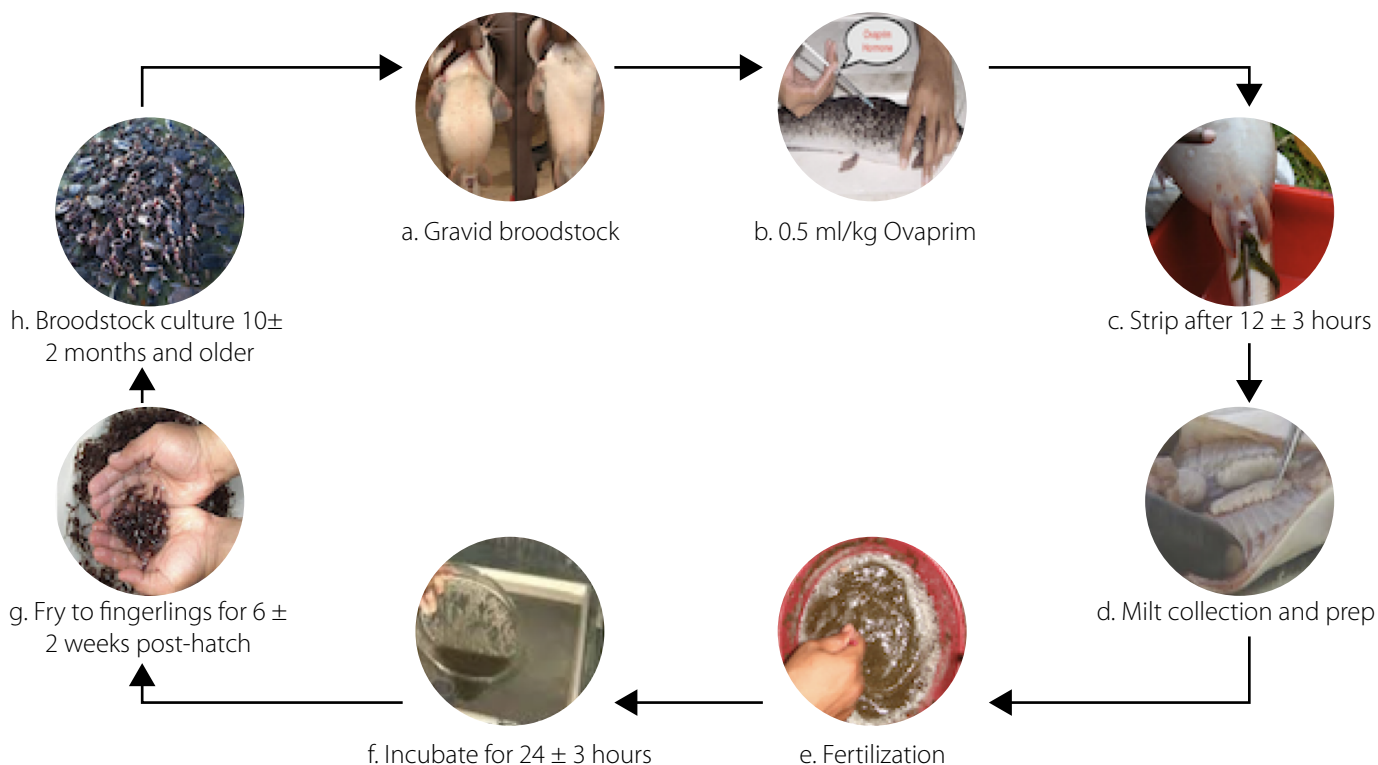 Ovaprim
Hormone
a. Gravid broodstock
b. 0.5 ml/kg Ovaprim
c. Strip after 12 ± 3 hours
d. Milt collection and prep
e. Fertilization
f. Incubate for 24 ± 3 hours
g. Fry to fingerlings for 6 ±
2 weeks post-hatch
h. Broodstock culture 10±
2 months and older